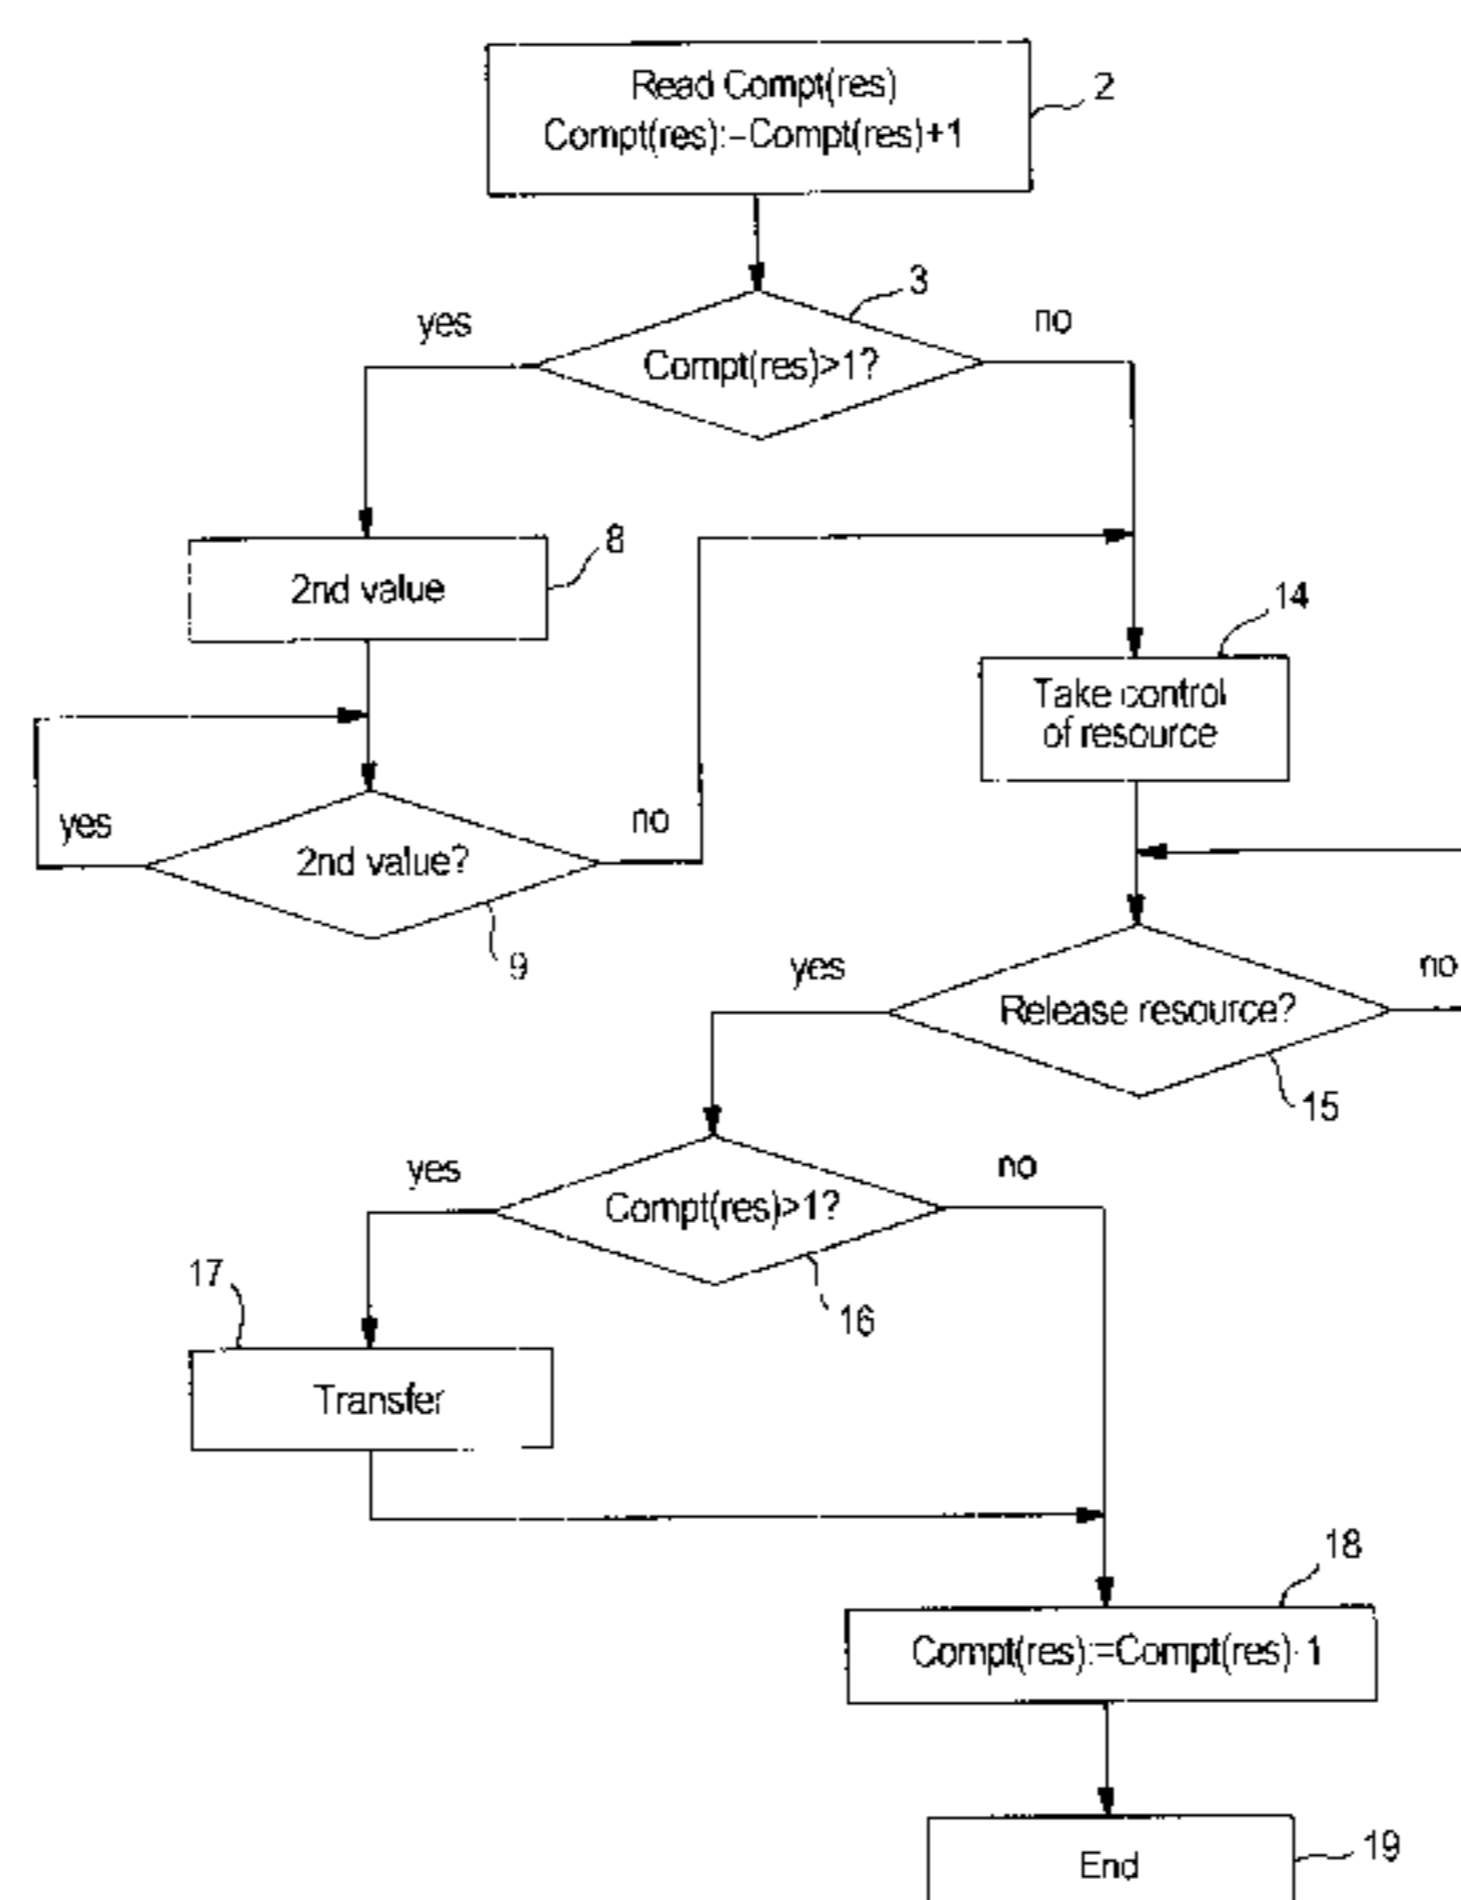 Read Compt(res)
Compt(res):=Compt(res)+1
2
3
yes
no
Compt(res)>1?
8
2nd value
14
Take control
of resource
yes
no
2nd value?
9
yes
no
Release resource?
15
yes
no
Compt(res)>1?
16
17
Transfer
18
Compt(res):=Compt(res)-1
End
19